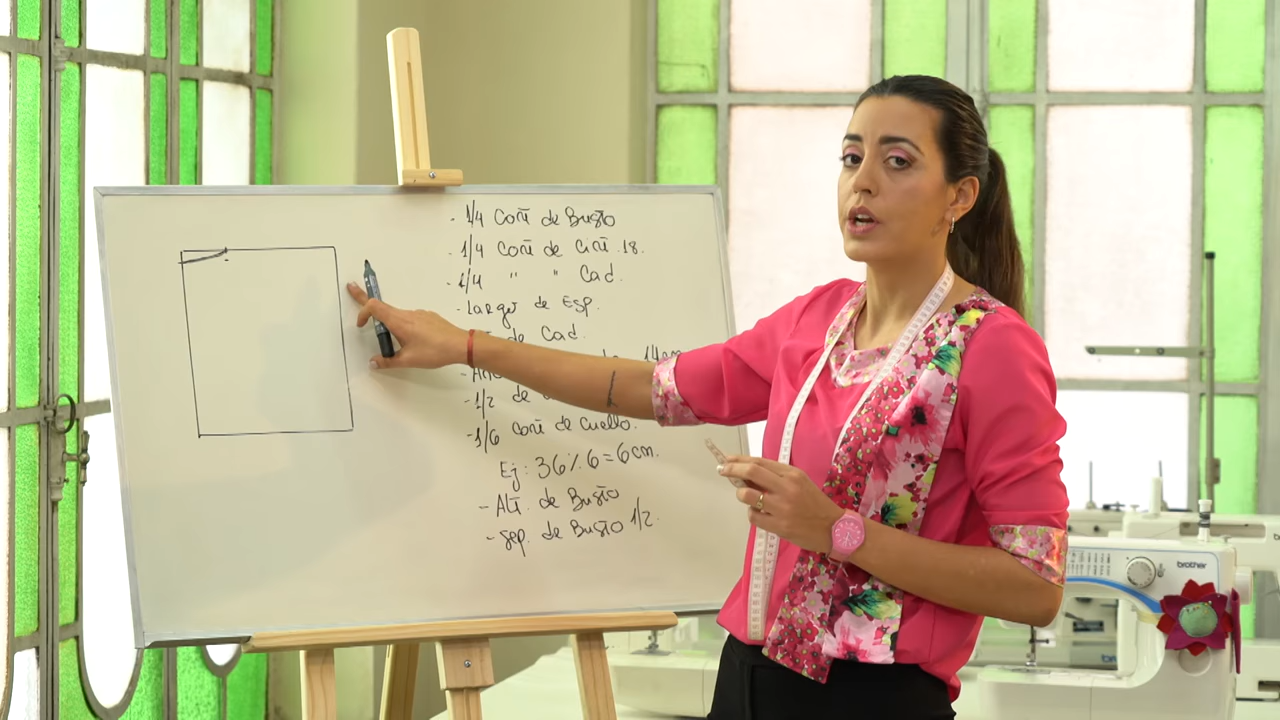 - 1/4 Cont de Busto
- 1/4 Cont de Cint. 18.
- 1/4 " " Cad.
- Largo de Esp.
de Cad.
14cm
- Alt
- 1/2 de
- 1/6 Cont de Cuello.
Ej: 36%6=6cm.
- Alt. de Busto
- Sep. de Busto 1/2.
brother